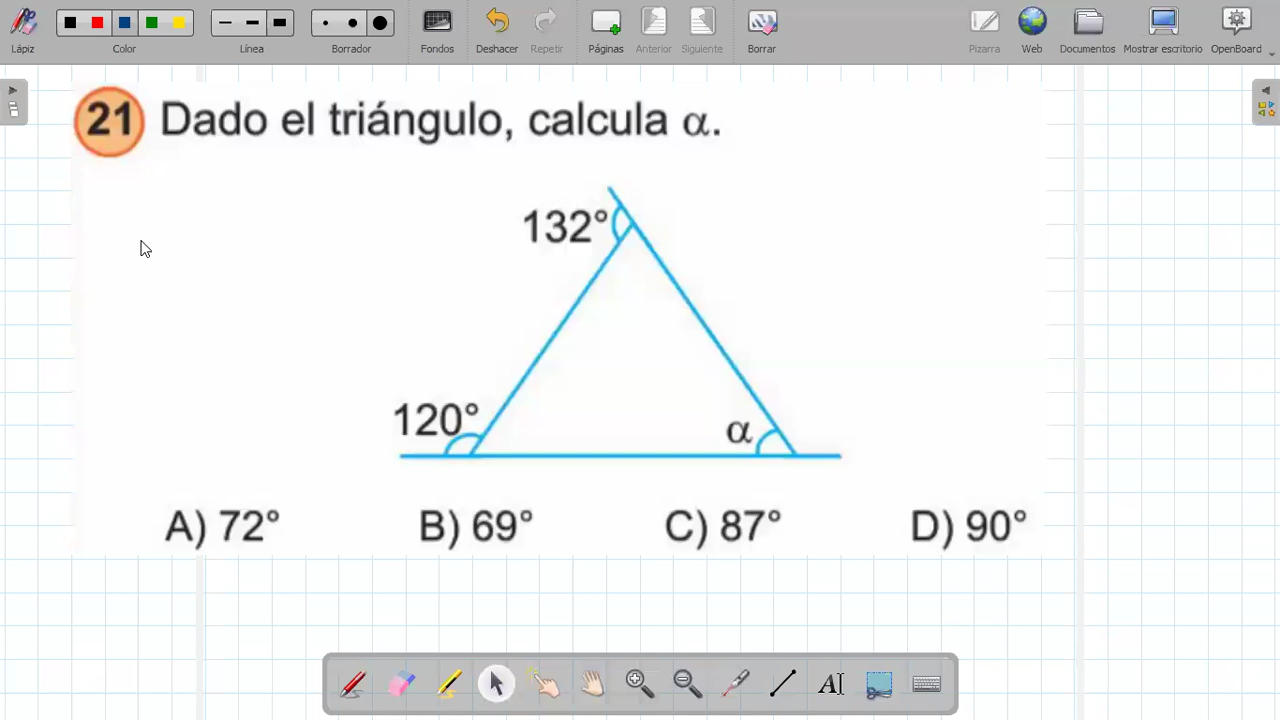 Lápiz
Color
Línea
Borrador
Fondos
Deshacer
Repetir
Páginas
Anterior
Siguiente
Borrar
Pizarra
Web
Documentos
Mostrar escritorio
OpenBoard
21 Dado el triángulo, calcula α.
132°
120°
α
A) 72° B) 69° C) 87° D) 90°